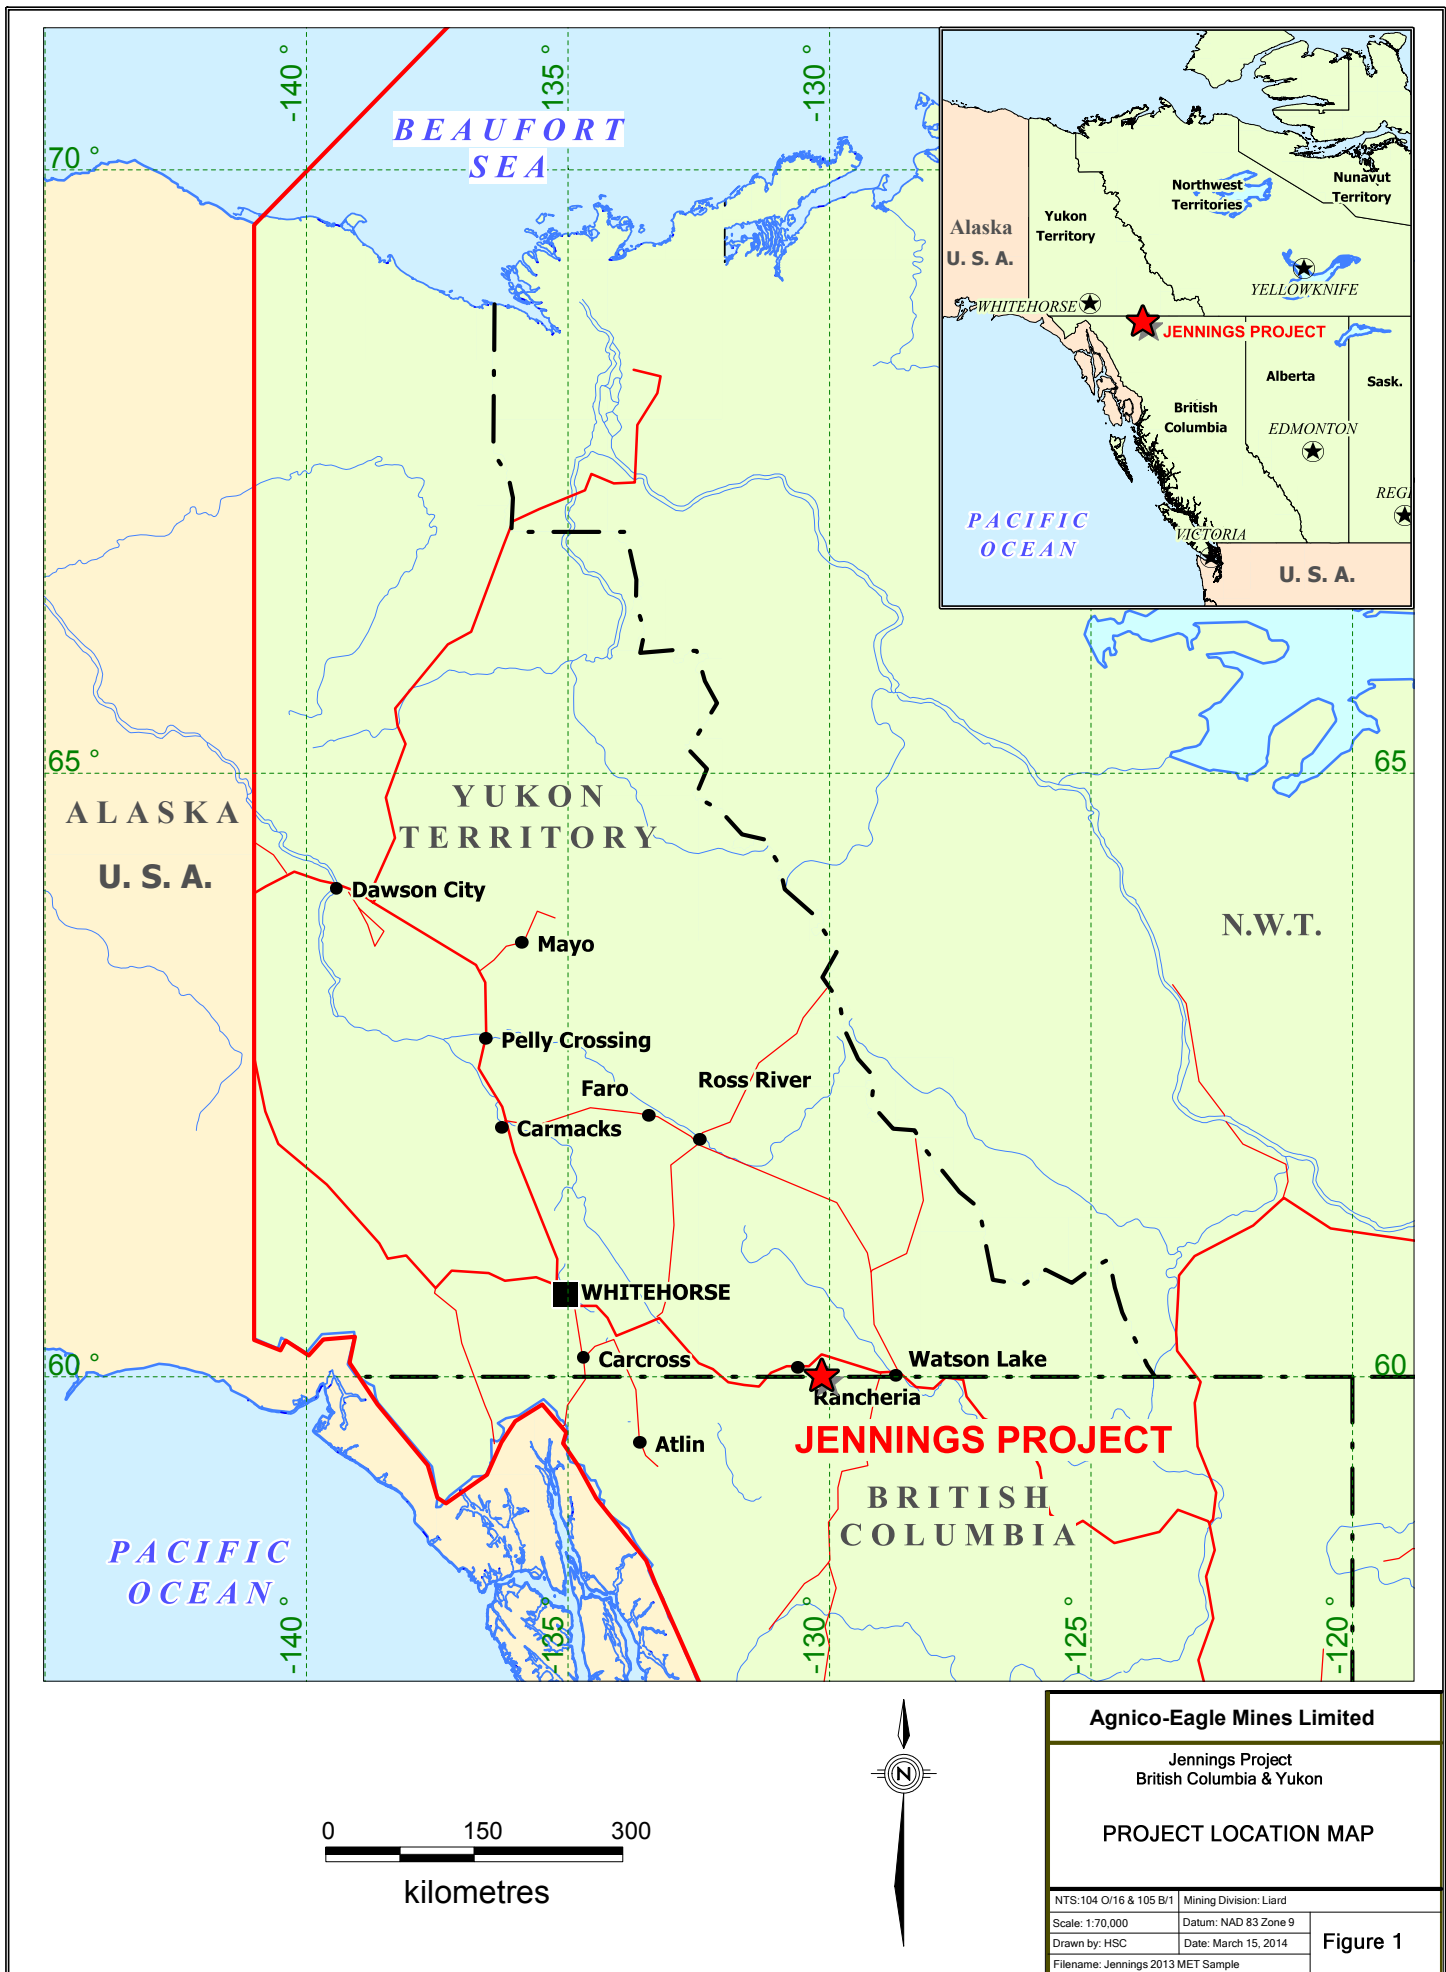 -140 °
-135 °
-130 °
BEAUFORT
SEA
70 °
Alaska
U. S. A.
Yukon
Territory
Northwest
Territories
Nunavut
Territory
WHITEHORSE
YELLOWKNIFE
JENNINGS PROJECT
British
Columbia
Alberta
Sask.
EDMONTON
REGI
VICTORIA
PACIFIC
OCEAN
U. S. A.
65 °
65
ALASKA
U. S. A.
YUKON
TERRITORY
N.W.T.
Dawson City
Mayo
Pelly Crossing
Faro
Ross River
Carmacks
WHITEHORSE
Carcross
Watson Lake
60 °
60
Rancheria
Atlin
JENNINGS PROJECT
BRITISH
COLUMBIA
PACIFIC
OCEAN
-140 °
-135 °
-130 °
-125 °
-120 °
N
0 150 300
kilometres
Agnico-Eagle Mines Limited
Jennings Project
British Columbia & Yukon
PROJECT LOCATION MAP
NTS:104 O/16 & 105 B/1 Mining Division: Liard
Scale: 1:70,000 Datum: NAD 83 Zone 9
Drawn by: HSC Date: March 15, 2014
Filename: Jennings 2013 MET Sample
Figure 1